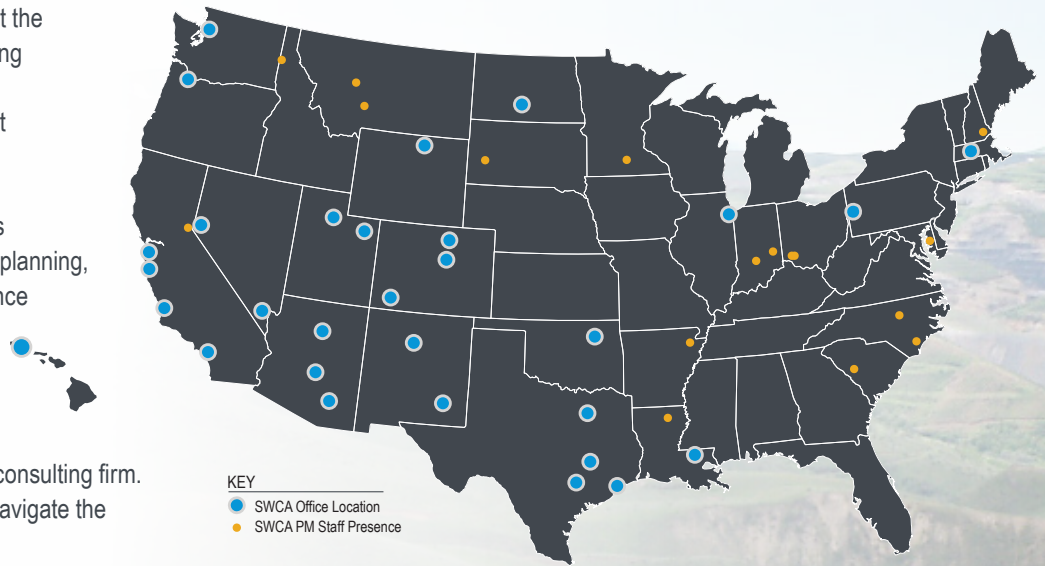 t the
ng
t
s
planning,
nce
consulting firm.
avigate the
KEY
SWCA Office Location
SWCA PM Staff Presence